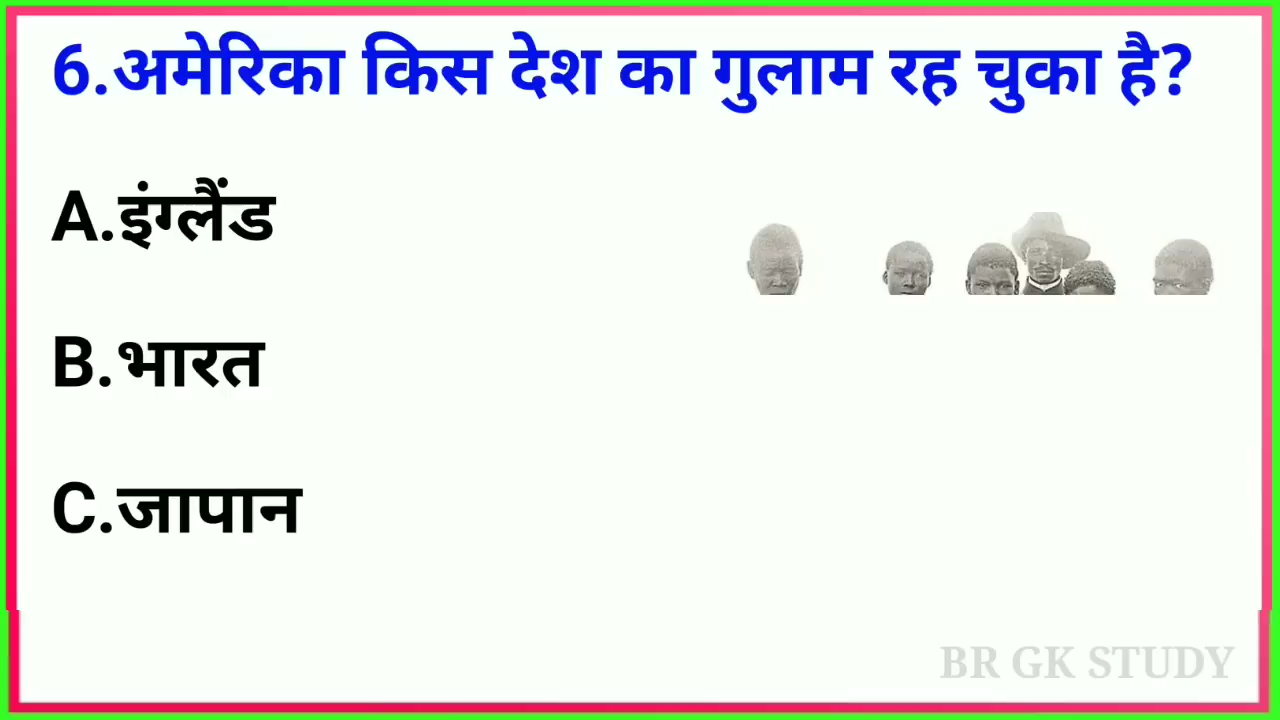 6.अमेरिका किस देश का गुलाम रह चुका है?
A.इंग्लैंड
B.भारत
C.जापान
BR GK STUDY